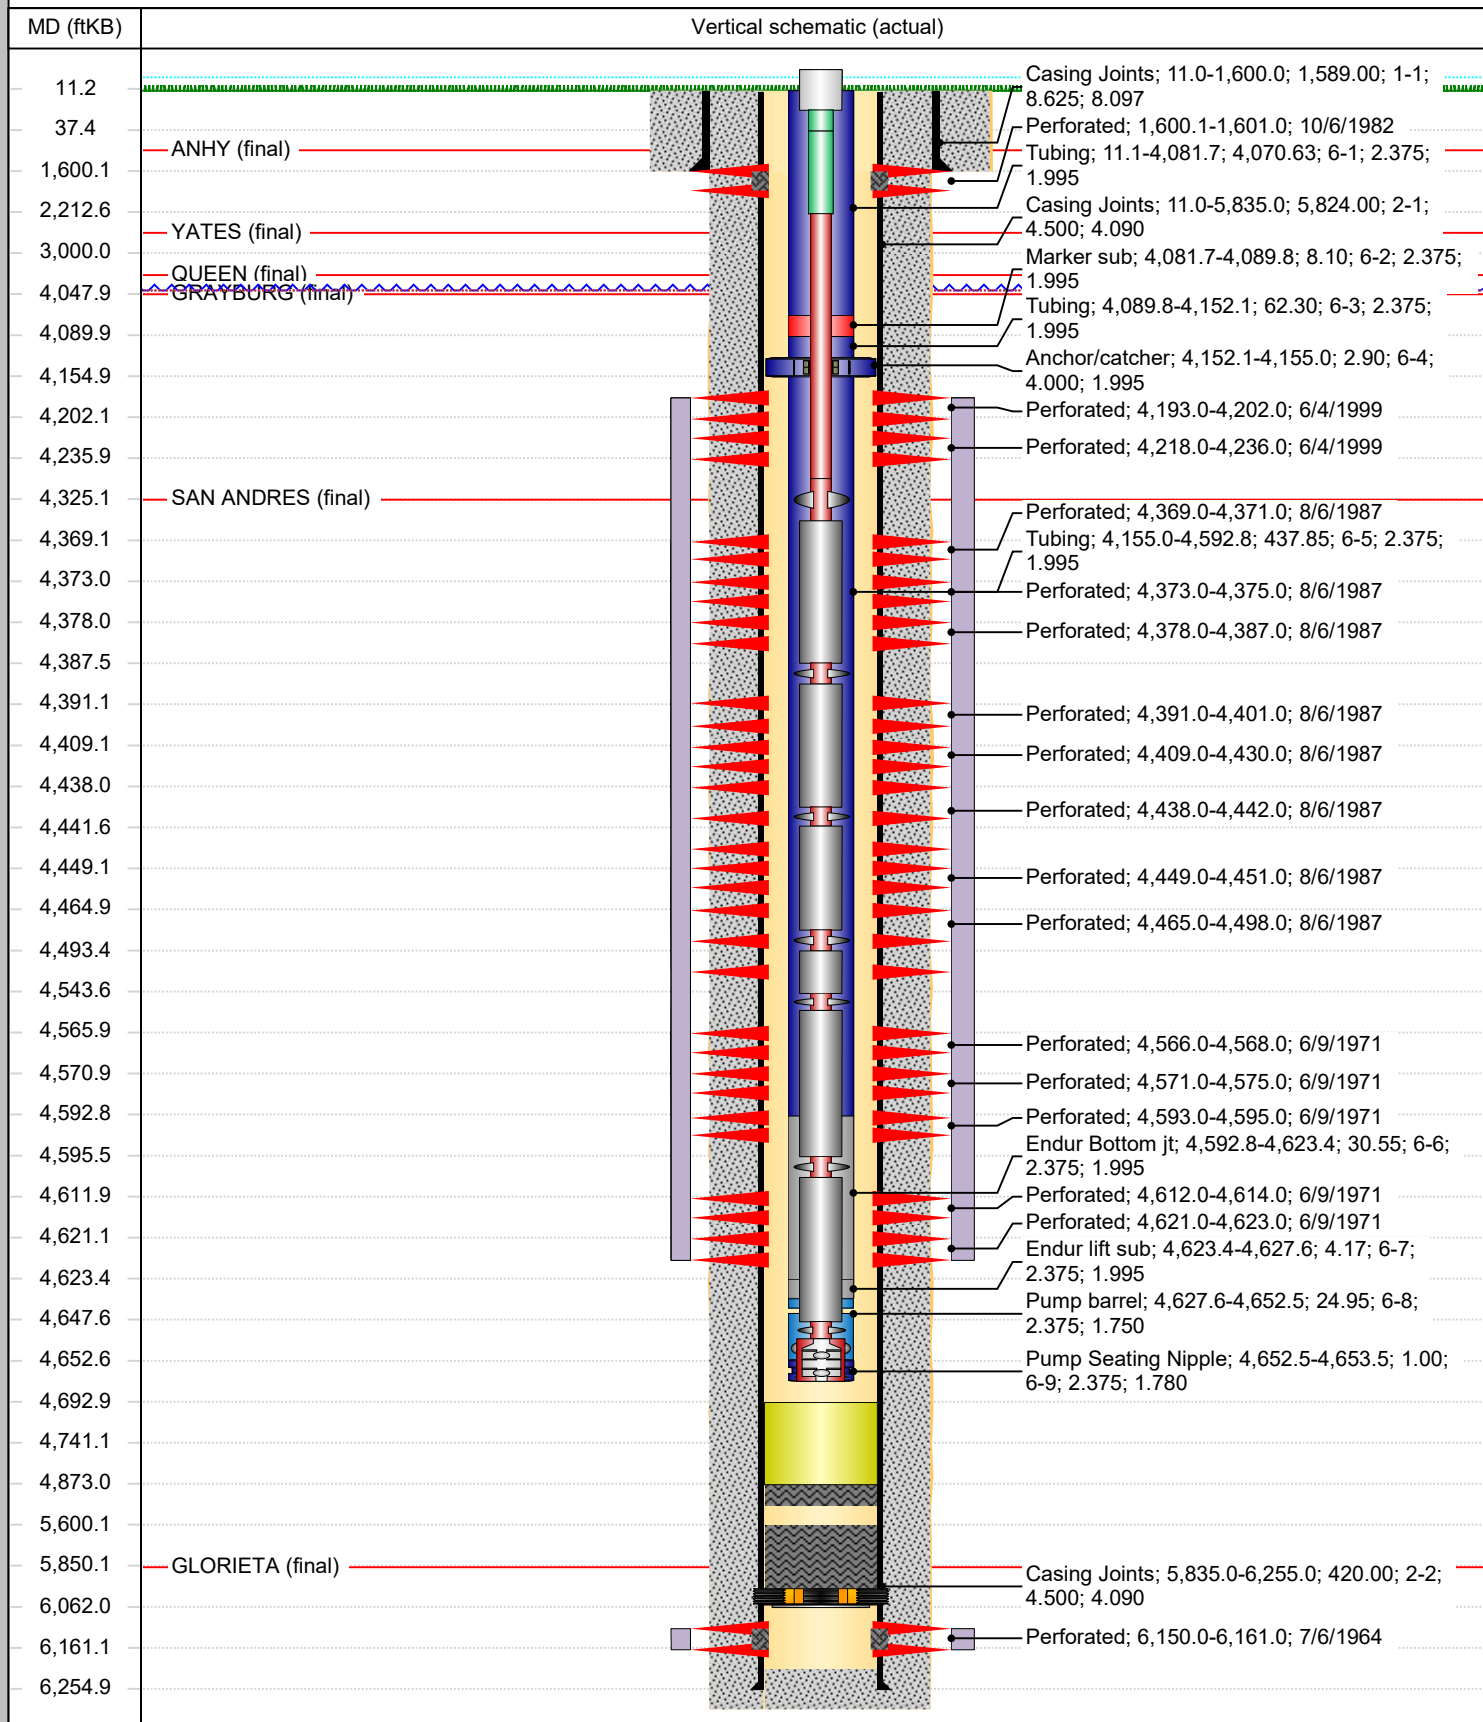 MD (ftKB)
Vertical schematic (actual)
11.2
37.4
1,600.1
2,212.6
3,000.0
4,047.9
4,089.9
4,154.9
4,202.1
4,235.9
4,325.1
4,369.1
4,373.0
4,378.0
4,387.5
4,391.1
4,409.1
4,438.0
4,441.6
4,449.1
4,464.9
4,493.4
4,543.6
4,565.9
4,570.9
4,592.8
4,595.5
4,611.9
4,621.1
4,623.4
4,647.6
4,652.6
4,692.9
4,741.1
4,873.0
5,600.1
5,850.1
6,062.0
6,161.1
6,254.9
ANHY (final)
YATES (final)
QUEEN (final)
GRAYBURG (final)
SAN ANDRES (final)
GLORIETA (final)
Casing Joints; 11.0-1,600.0; 1,589.00; 1-1;
8.625; 8.097
Perforated; 1,600.1-1,601.0; 10/6/1982
Tubing; 11.1-4,081.7; 4,070.63; 6-1; 2.375;
1.995
Casing Joints; 11.0-5,835.0; 5,824.00; 2-1;
4.500; 4.090
Marker sub; 4,081.7-4,089.8; 8.10; 6-2; 2.375;
1.995
Tubing; 4,089.8-4,152.1; 62.30; 6-3; 2.375;
1.995
Anchor/catcher; 4,152.1-4,155.0; 2.90; 6-4;
4.000; 1.995
Perforated; 4,193.0-4,202.0; 6/4/1999
Perforated; 4,218.0-4,236.0; 6/4/1999
Perforated; 4,369.0-4,371.0; 8/6/1987
Tubing; 4,155.0-4,592.8; 437.85; 6-5; 2.375;
1.995
Perforated; 4,373.0-4,375.0; 8/6/1987
Perforated; 4,378.0-4,387.0; 8/6/1987
Perforated; 4,391.0-4,401.0; 8/6/1987
Perforated; 4,409.0-4,430.0; 8/6/1987
Perforated; 4,438.0-4,442.0; 8/6/1987
Perforated; 4,449.0-4,451.0; 8/6/1987
Perforated; 4,465.0-4,498.0; 8/6/1987
Perforated; 4,566.0-4,568.0; 6/9/1971
Perforated; 4,571.0-4,575.0; 6/9/1971
Perforated; 4,593.0-4,595.0; 6/9/1971
Endur Bottom jt; 4,592.8-4,623.4; 30.55; 6-6;
2.375; 1.995
Perforated; 4,612.0-4,614.0; 6/9/1971
Perforated; 4,621.0-4,623.0; 6/9/1971
Endur lift sub; 4,623.4-4,627.6; 4.17; 6-7;
2.375; 1.995
Pump barrel; 4,627.6-4,652.5; 24.95; 6-8;
2.375; 1.750
Pump Seating Nipple; 4,652.5-4,653.5; 1.00;
6-9; 2.375; 1.780
Casing Joints; 5,835.0-6,255.0; 420.00; 2-2;
4.500; 4.090
Perforated; 6,150.0-6,161.0; 7/6/1964